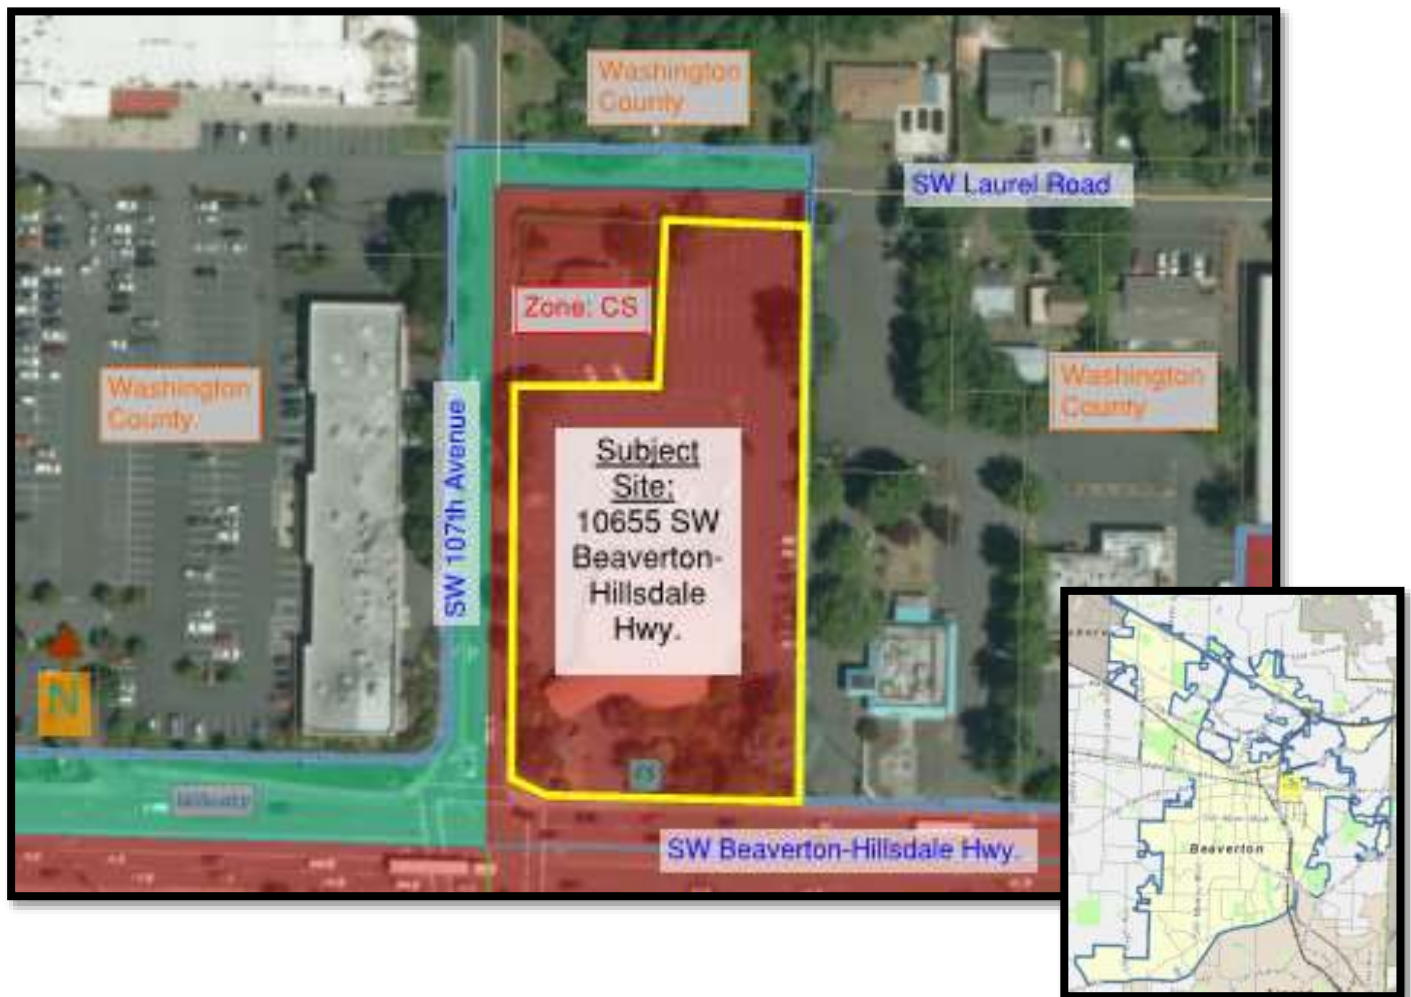 Washington
County
SW Laurel Road
Zone: CS
Washington
County.
Washington
County
SW 107th Avenue
Subject
Site:
10655 SW
Beaverton-
Hillsdale
Hwy.
N
CS
SW Beaverton-Hillsdale Hwy.
Beaverton